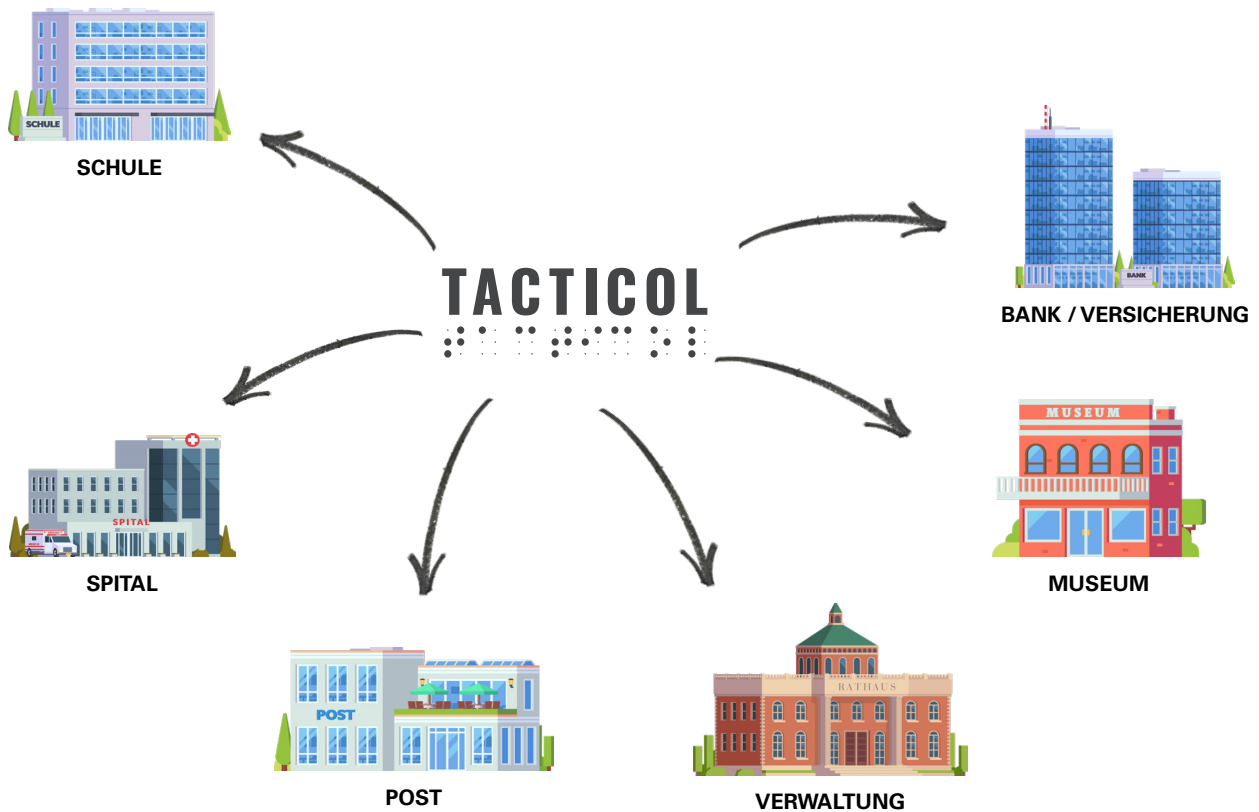 SCHULE
SCHULE
BANK
BANK / VERSICHERUNG
TACTICOL
⠞⠁⠉⠞⠊⠉⠕⠇
MUSEUM
MUSEUM
SPITAL
SPITAL
POST
POST
RATHAUS
VERWALTUNG